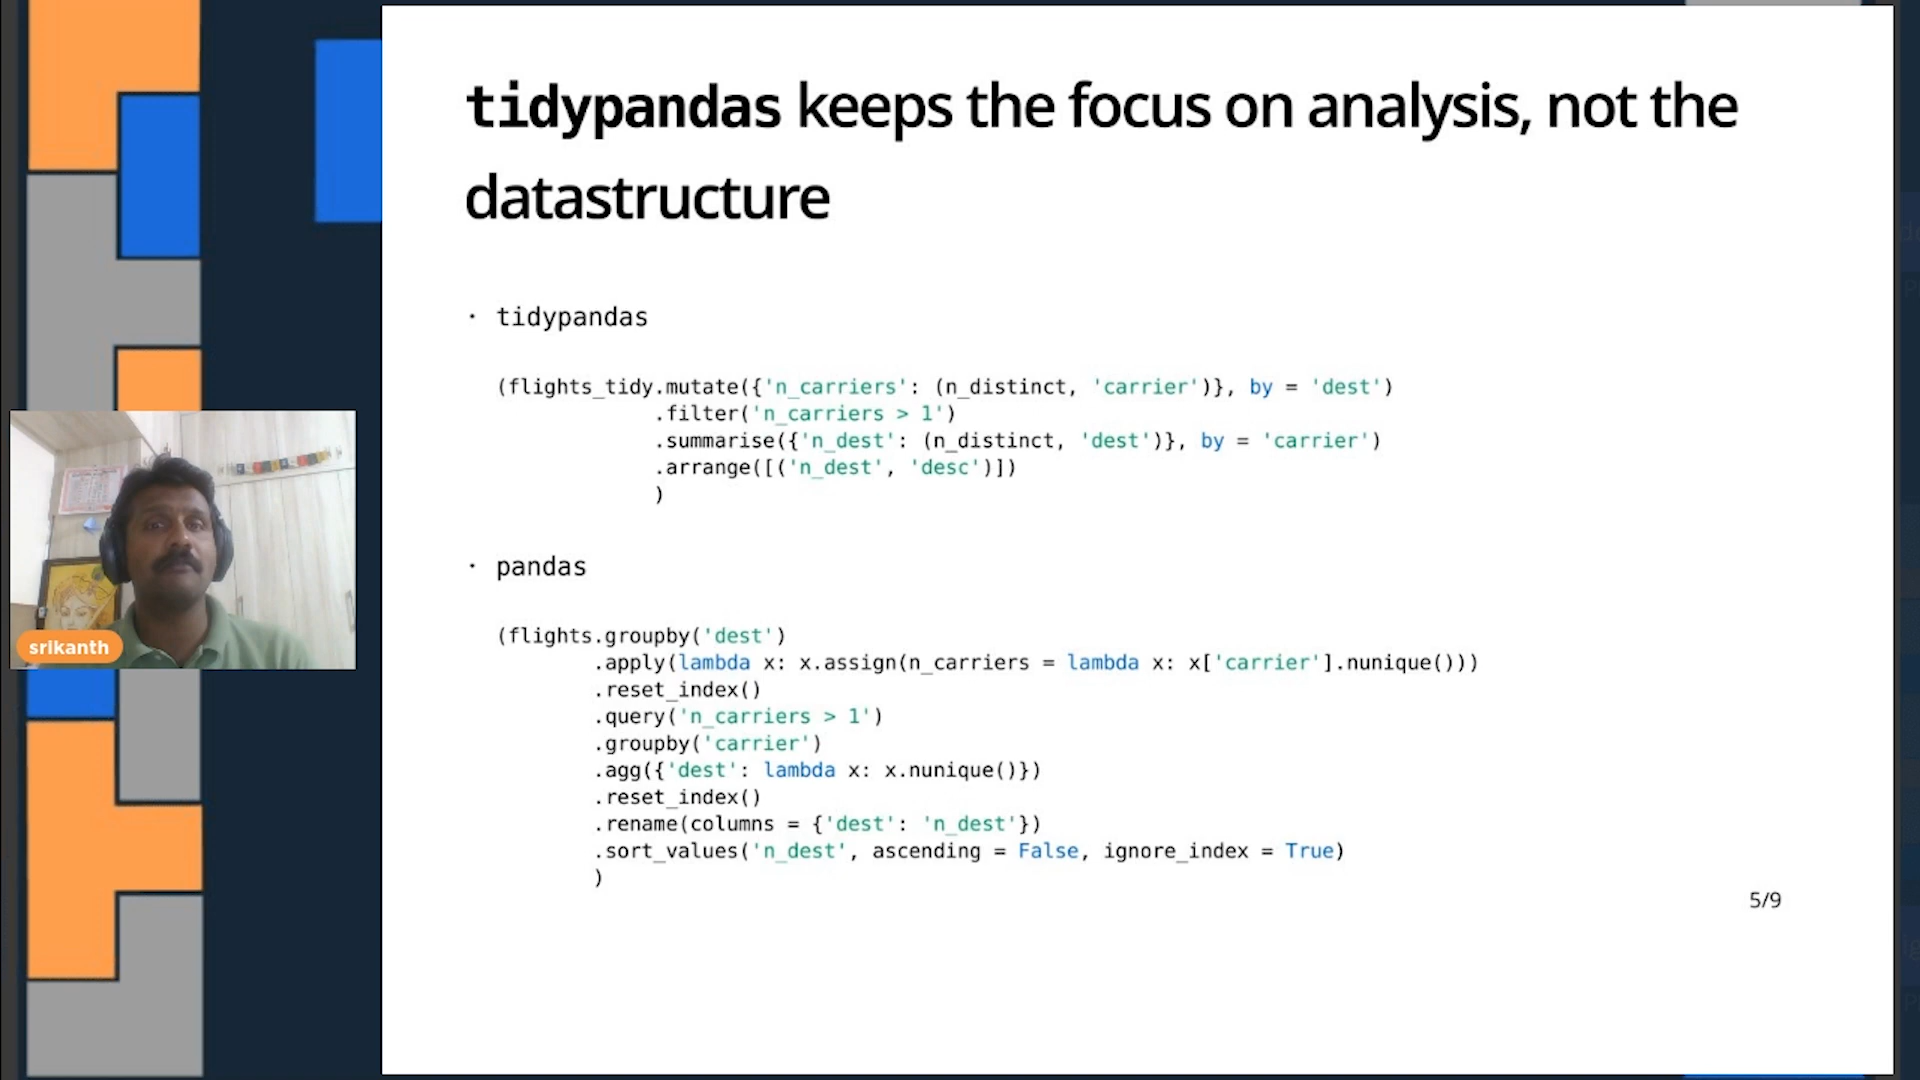 tidypandas keeps the focus on analysis, not the
datastructure
· tidypandas
(flights_tidy.mutate({'n_carriers': (n_distinct, 'carrier')}, by = 'dest')
.filter('n_carriers > 1')
.summarise({'n_dest': (n_distinct, 'dest')}, by = 'carrier')
.arrange([('n_dest', 'desc')])
)
· pandas
(flights.groupby('dest')
.apply(lambda x: x.assign(n_carriers = lambda x: x['carrier'].nunique()))
.reset_index()
.query('n_carriers > 1')
.groupby('carrier')
.agg({'dest': lambda x: x.nunique()})
.reset_index()
.rename(columns = {'dest': 'n_dest'})
.sort_values('n_dest', ascending = False, ignore_index = True)
)
5/9
srikanth